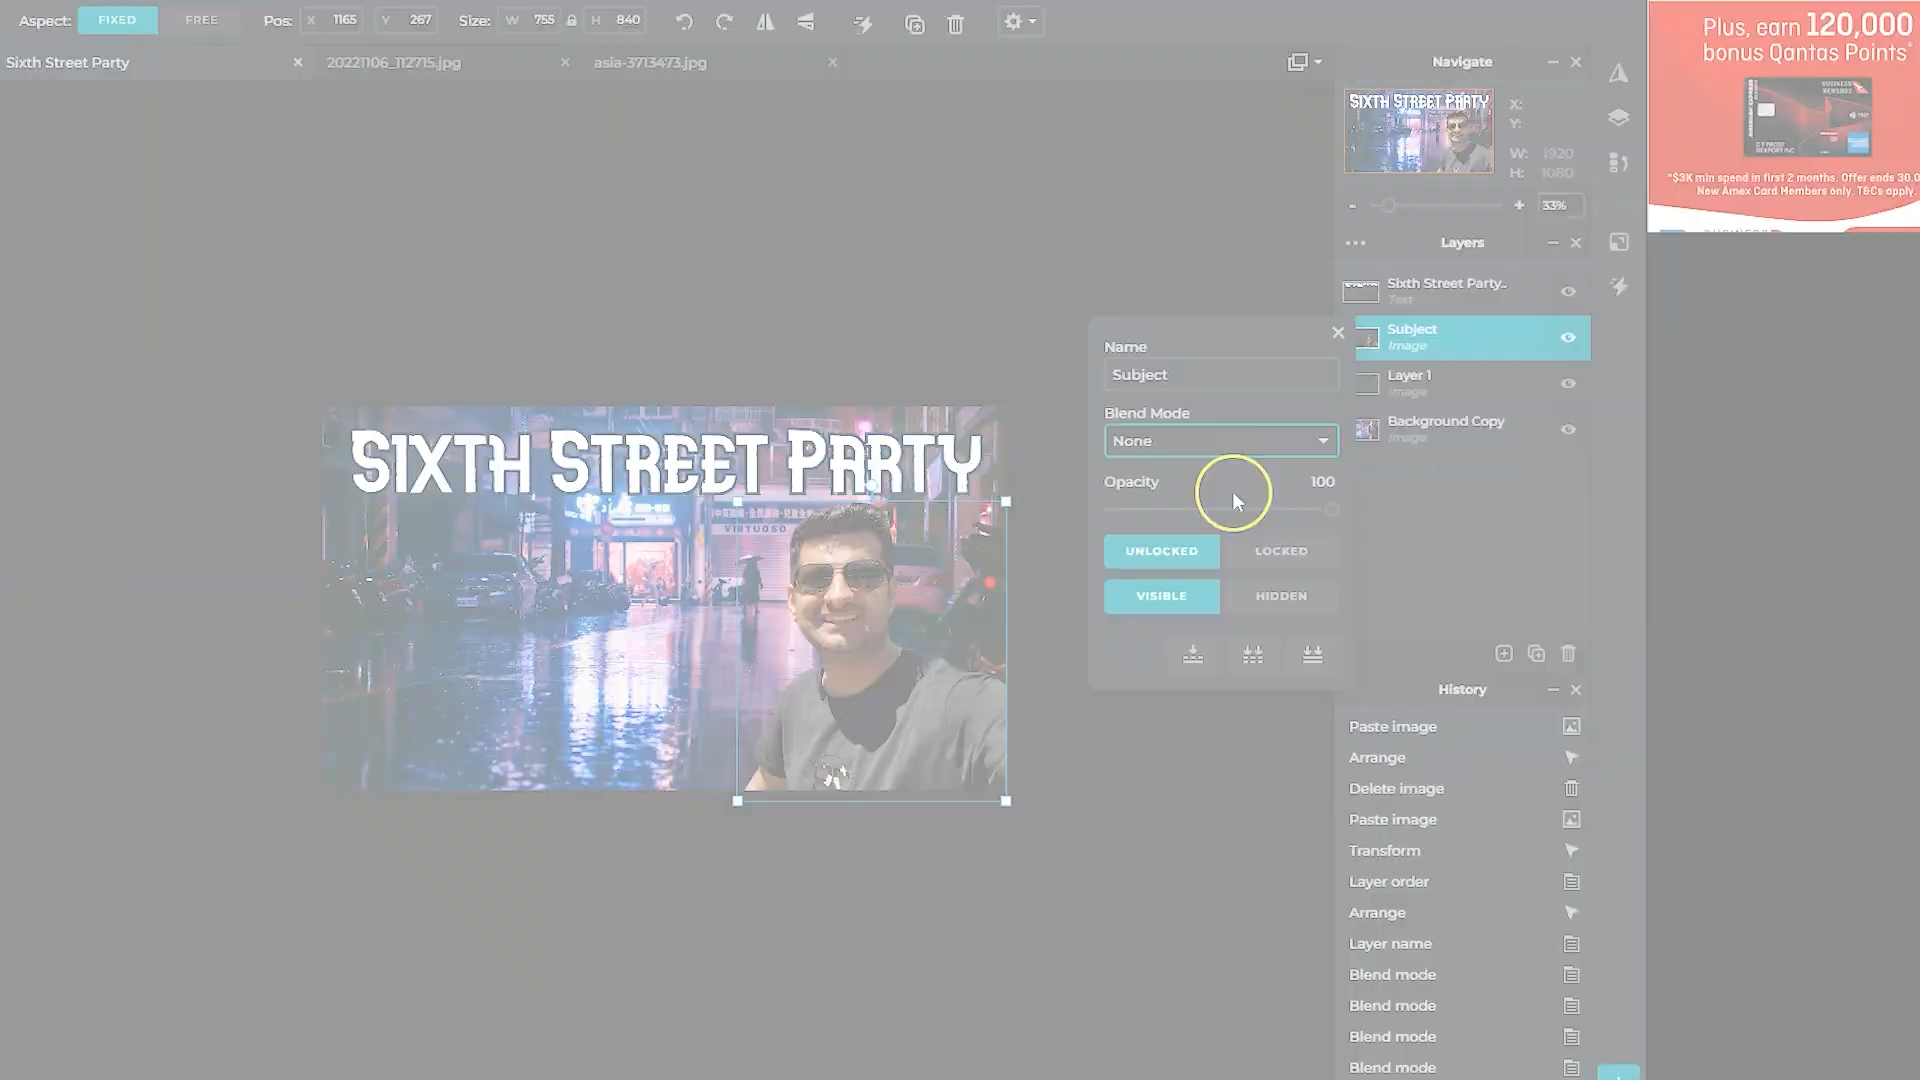 Aspect: FIXED FREE Pos: X 1165 Y 267 Size: W 755 H 840
Sixth Street Party
20221106_112715.jpg
asia-3713473.jpg
Navigate
SIXTH STREET PARTY
X:
Y:
W: 1920
H: 1080
- + 33%
Layers
Sixth Street Party..
Text
Subject
Image
Layer 1
Image
Background Copy
Image
Name
Subject
Blend Mode
None
Opacity 100
UNLOCKED LOCKED
VISIBLE HIDDEN
SIXTH STREET PARTY
VIRTUOSO
History
Paste image
Arrange
Delete image
Paste image
Transform
Layer order
Arrange
Layer name
Blend mode
Blend mode
Blend mode
Blend mode
Plus, earn 120,000
bonus Qantas Points*
*$3K min spend in first 2 months. Offer ends 30,0
New Amex Card Members only. T&Cs apply.